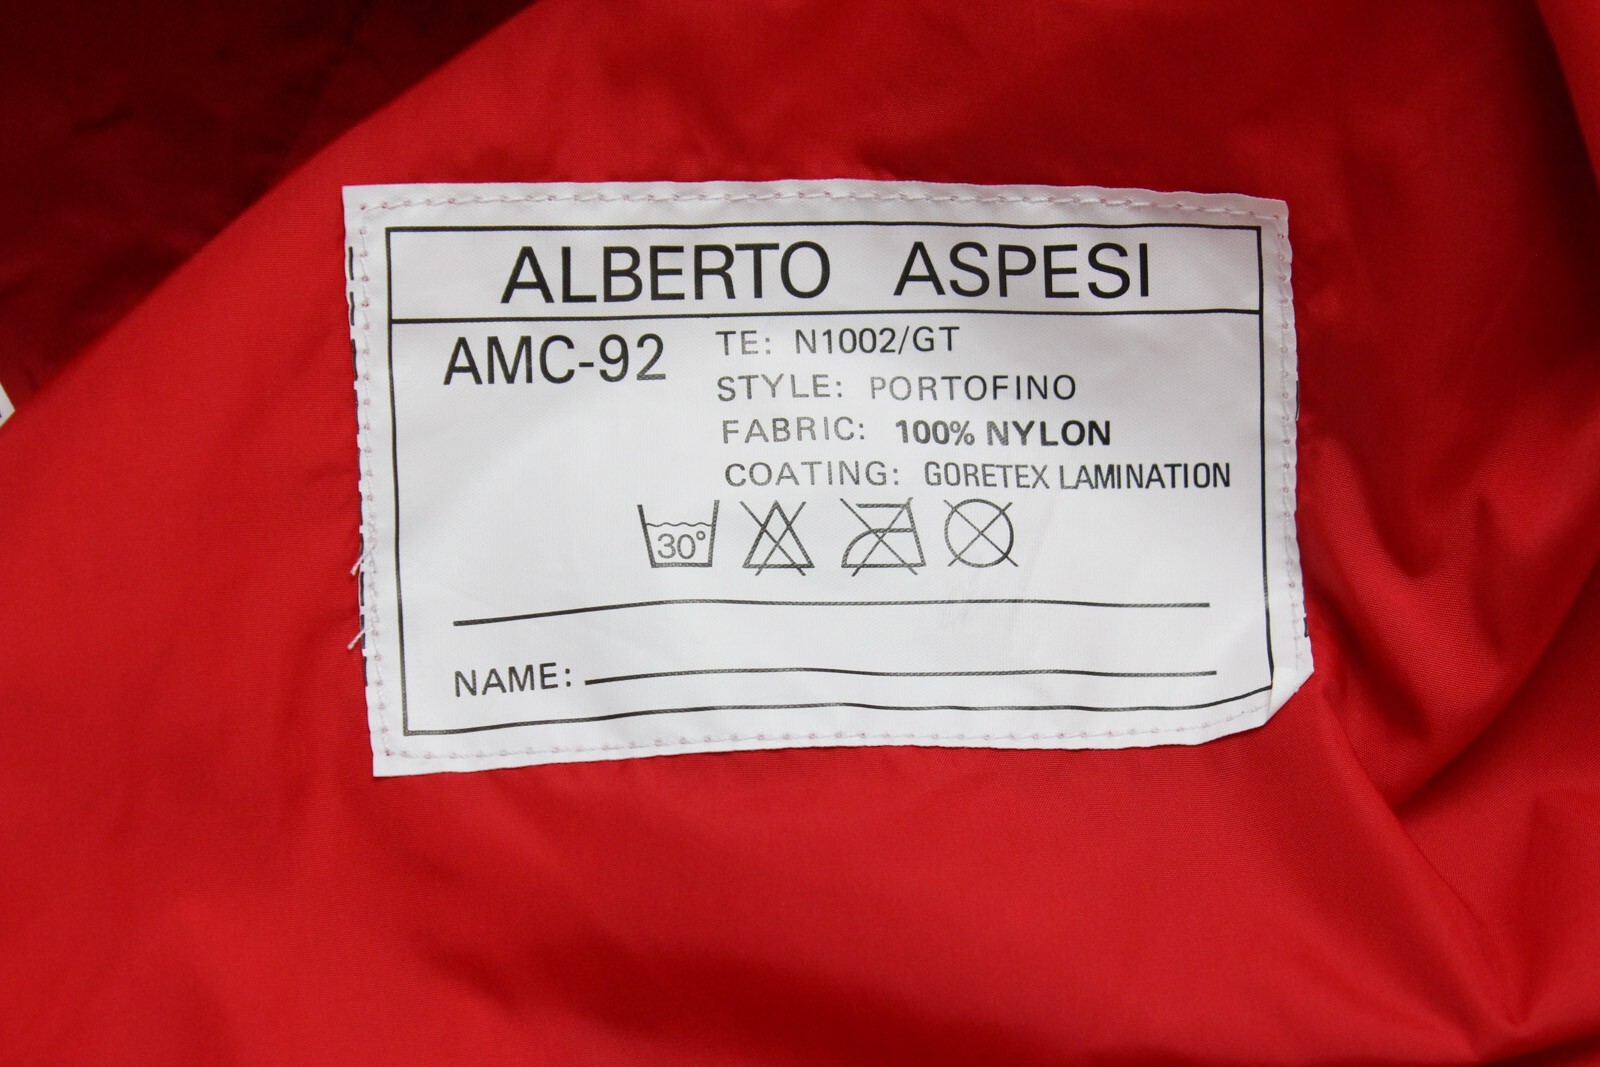 ALBERTO ASPESI
AMC-92
TE: N1002/GT
STYLE: PORTOFINO
FABRIC: 100% NYLON
COATING: GORETEX LAMINATION
30°
NAME: